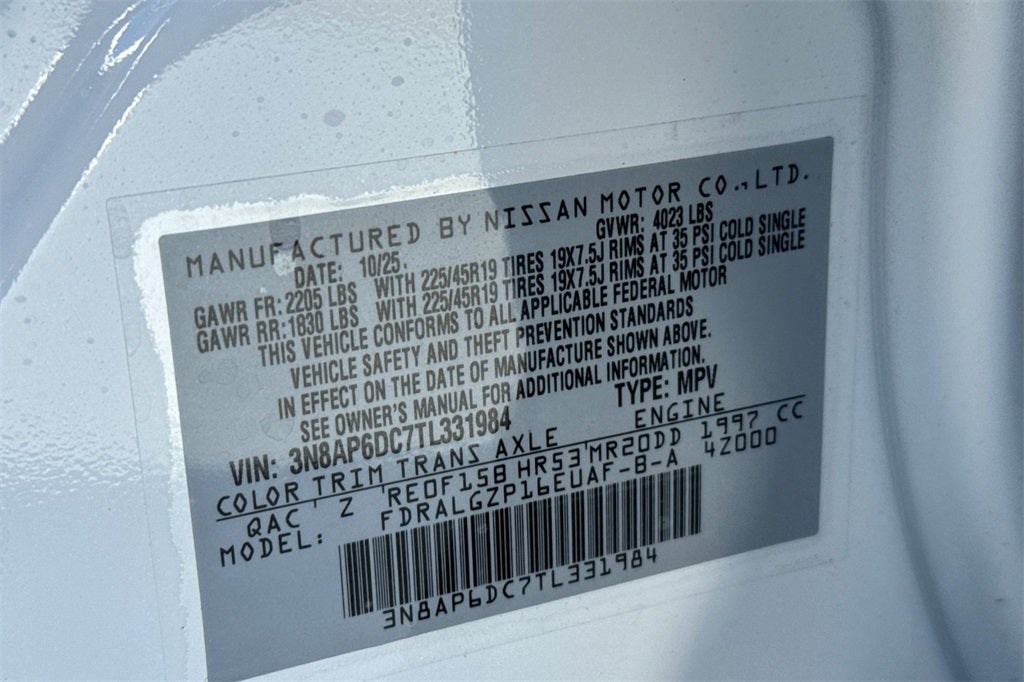 MANUFACTURED BY NISSAN MOTOR CO.,LTD.
DATE: 10/25. GVWR: 4023 LBS
GAWR FR: 2205 LBS WITH 225/45R19 TIRES 19X7.5J RIMS AT 35 PSI COLD SINGLE
GAWR RR: 1830 LBS WITH 225/45R19 TIRES 19X7.5J RIMS AT 35 PSI COLD SINGLE
THIS VEHICLE CONFORMS TO ALL APPLICABLE FEDERAL MOTOR
VEHICLE SAFETY AND THEFT PREVENTION STANDARDS
IN EFFECT ON THE DATE OF MANUFACTURE SHOWN ABOVE.
SEE OWNER'S MANUAL FOR ADDITIONAL INFORMATION.
VIN: 3N8AP6DC7TL331984 TYPE: MPV
COLOR TRIM TRANS AXLE ENGINE
QAC Z RE0F15B HR53 MR20DD 1997 CC
MODEL: FDRALGZP16EUAF-B-A 4Z000
3N8AP6DC7TL331984